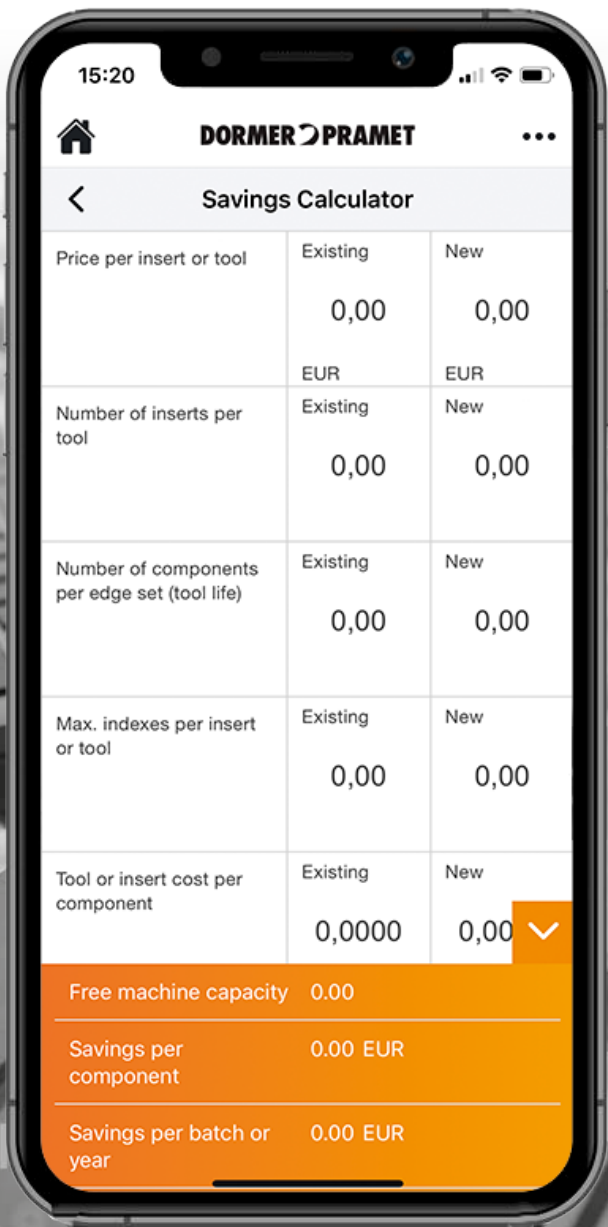 15:20
DORMER PRAMET
Savings Calculator
Price per insert or tool
Existing
New
0,00
0,00
EUR
EUR
Number of inserts per
tool
Existing
New
0,00
0,00
Number of components
per edge set (tool life)
Existing
New
0,00
0,00
Max. indexes per insert
or tool
Existing
New
0,00
0,00
Tool or insert cost per
component
Existing
New
0,0000
0,00
Free machine capacity 0.00
Savings per
component
0.00 EUR
Savings per batch or
year
0.00 EUR